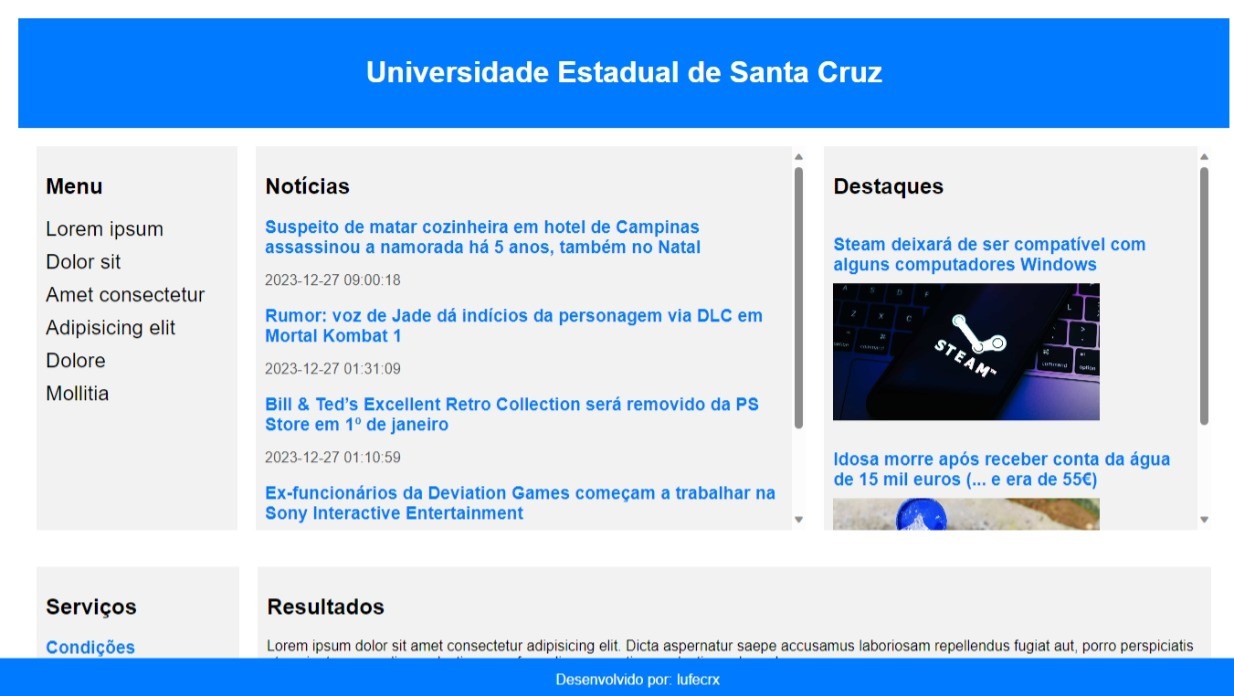 Universidade Estadual de Santa Cruz
Menu
Lorem ipsum
Dolor sit
Amet consectetur
Adipisicing elit
Dolore
Mollitia
Notícias
Suspeito de matar cozinheira em hotel de Campinas
assassinou a namorada há 5 anos, também no Natal
2023-12-27 09:00:18
Rumor: voz de Jade dá indícios da personagem via DLC em
Mortal Kombat 1
2023-12-27 01:31:09
Bill & Ted’s Excellent Retro Collection será removido da PS
Store em 1º de janeiro
2023-12-27 01:10:59
Ex-funcionários da Deviation Games começam a trabalhar na
Sony Interactive Entertainment
Destaques
Steam deixará de ser compatível com
alguns computadores Windows
STEAM™
Idosa morre após receber conta da água
de 15 mil euros (... e era de 55€)
Serviços
Condições
Resultados
Lorem ipsum dolor sit amet consectetur adipisicing elit. Dicta aspernatur saepe accusamus laboriosam repellendus fugiat aut, porro perspiciatis
Desenvolvido por: lufecrx